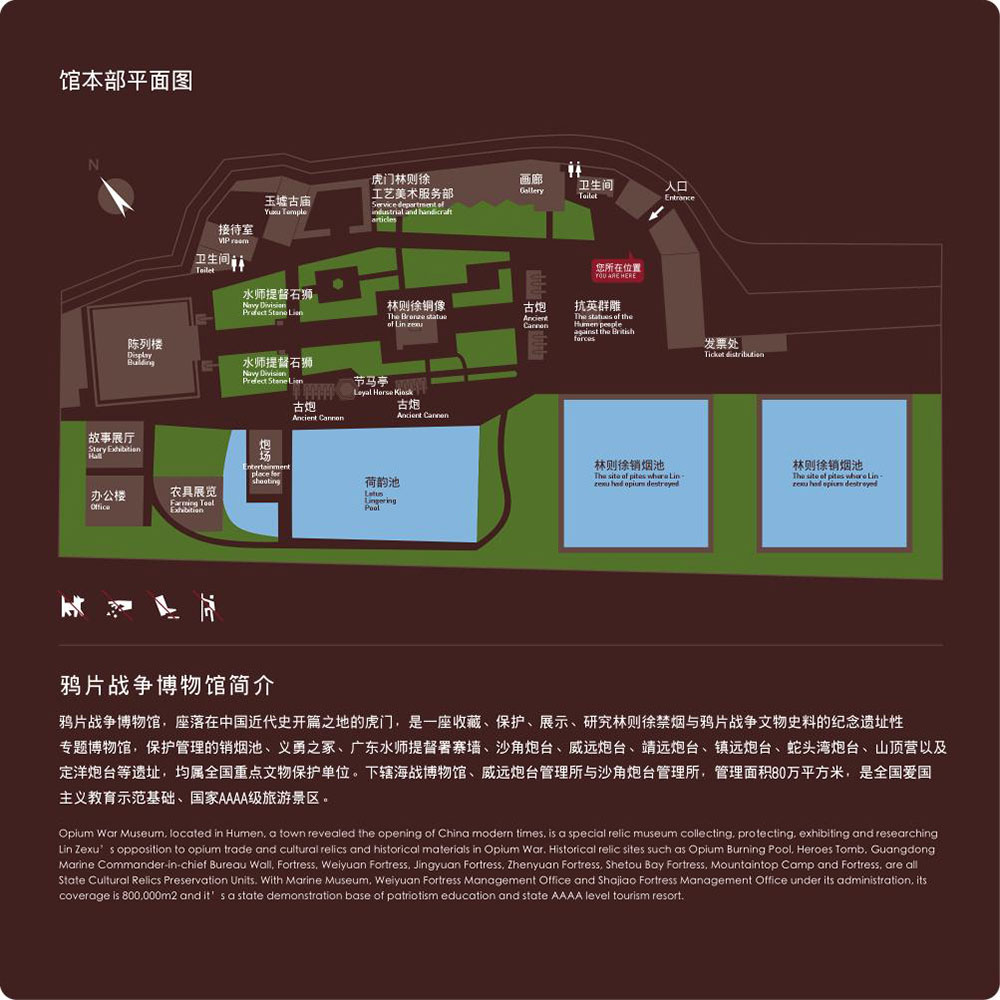 馆本部平面图
N
虎门林则徐
工艺美术服务部
Service department of
industrial and handicraft
articles
画廊
Gallery
卫生间
Toilet
入口
Entrance
玉墟古庙
Yuxu Temple
接待室
VIP room
卫生间
Toilet
您所在位置
YOU ARE HERE
水师提督石狮
Navy Division
Prefect Stone Lion
林则徐铜像
The Bronze statue
of Lin zexu
古炮
Ancient
Cannon
抗英群雕
The statues of the
Humen people
against the British
forces
陈列楼
Display
Building
发票处
Ticket distribution
水师提督石狮
Navy Division
Prefect Stone Lion
节马亭
Loyal Horse Kiosk
古炮
Ancient Cannon
古炮
Ancient Cannon
故事展厅
Story Exhibition
Hall
炮
场
Entertainment
place for
shooting
林则徐销烟池
The site of pites where Lin -
zexu had opium destroyed
林则徐销烟池
The site of pites where Lin -
zexu had opium destroyed
荷韵池
Lotus
Lingering
Pool
办公楼
Office
农具展览
Farming Tool
Exhibition
鸦片战争博物馆简介
鸦片战争博物馆，座落在中国近代史开篇之地的虎门，是一座收藏、保护、展示、研究林则徐禁烟与鸦片战争文物史料的纪念遗址性
专题博物馆，保护管理的销烟池、义勇之冢、广东水师提督署寨墙、沙角炮台、威远炮台、靖远炮台、镇远炮台、蛇头湾炮台、山顶营以及
定洋炮台等遗址，均属全国重点文物保护单位。下辖海战博物馆、威远炮台管理所与沙角炮台管理所，管理面积80万平方米，是全国爱国
主义教育示范基础、国家AAAA级旅游景区。
Opium War Museum, located in Humen, a town revealed the opening of China modern times, is a special relic museum collecting, protecting, exhibiting and researching
Lin Zexu’s opposition to opium trade and cultural relics and historical materials in Opium War. Historical relic sites such as Opium Burning Pool, Heroes Tomb, Guangdong
Marine Commander-in-chief Bureau Wall, Fortress, Weiyuan Fortress, Jingyuan Fortress, Zhenyuan Fortress, Shetou Bay Fortress, Mountaintop Camp and Fortress, are all
State Cultural Relics Preservation Units. With Marine Museum, Weiyuan Fortress Management Office and Shajiao Fortress Management Office under its administration, its
coverage is 800,000m2 and it’s a state demonstration base of patriotism education and state AAAA level tourism resort.